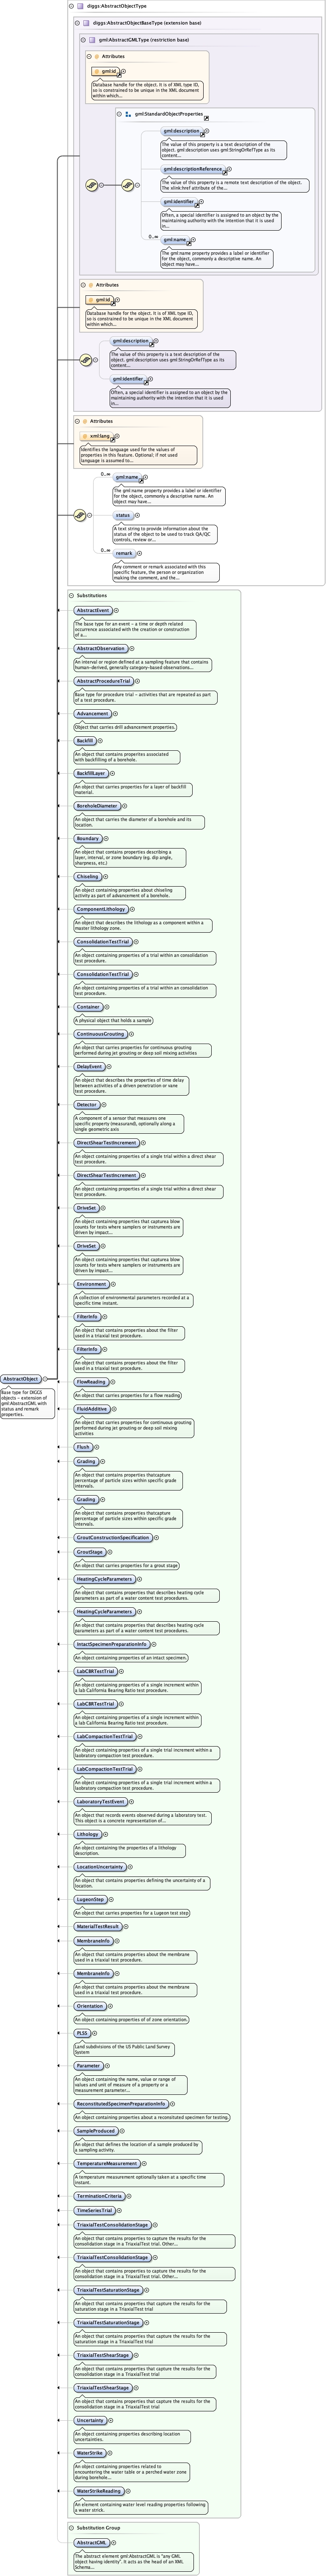 diggs:AbstractObjectType
diggs:AbstractObjectBaseType (extension base)
gml:AbstractGMLType (restriction base)
Attributes
gml:id
Database handle for the object. It is of XML type ID,
so is constrained to be unique in the XML document
within which...
gml:StandardObjectProperties
gml:description
The value of this property is a text description of the
object. gml:description uses gml:StringOrRefType as its
content...
gml:descriptionReference
The value of this property is a remote text description of the object.
The xlink:href attribute of the...
gml:identifier
Often, a special identifier is assigned to an object by the
maintaining authority with the intention that it is
used in...
0..∞
gml:name
The gml:name property provides a label or identifier
for the object, commonly a descriptive name. An
object may have...
Attributes
gml:id
Database handle for the object. It is of XML type ID,
so is constrained to be unique in the XML document
within which...
gml:description
The value of this property is a text description of the
object. gml:description uses gml:StringOrRefType as its
content...
gml:identifier
Often, a special identifier is assigned to an object by the
maintaining authority with the intention that it is used
in...
Attributes
xml:lang
Identifies the language used for the values of
properties in this feature. Optional; if not used
language is assumed to...
0..∞
gml:name
The gml:name property provides a label or identifier
for the object, commonly a descriptive name. An
object may have...
status
A text string to provide information about the
status of the object to be used to track QA/QC
controls, review or...
0..∞
remark
Any comment or remark associated with this
specific feature, the person or organization
making the comment, and the...
Substitutions
AbstractEvent
The base type for an event - a time or depth related
occurrence associated with the creation or construction
of a...
AbstractObservation
An interval or region defined at a sampling feature that contains
human-derived, generally category-based observations...
AbstractProcedureTrial
Base type for procedure trial - activities that are repeated as part
of a test procedure.
Advancement
Object that carries drill advancement properties.
Backfill
An object that contains properties associated
with backfilling of a borehole.
BackfillLayer
An object that carries properties for a layer of backfill
material.
BoreholeDiameter
An object that carries the diameter of a borehole and its
location.
Boundary
An object that contains properties describing a
layer, interval, or zone boundary (eg. dip angle,
sharpness, etc.)
Chiseling
An object containing properties about chiseling
activity as part of advancement of a borehole.
ComponentLithology
An object that describes the lithology as a component within a
master lithology zone.
ConsolidationTestTrial
An object containing properties of a trial within an consolidation
test procedure.
ConsolidationTestTrial
An object containing properties of a trial within an consolidation
test procedure.
Container
A physical object that holds a sample
ContinuousGrouting
An object that carries properties for continuous grouting
performed during jet grouting or deep soil mixing activities
DelayEvent
An object that describes the properties of time delay
between activities of a driven penetration or vane
test procedure.
Detector
A component of a sensor that measures one
specific property (measurand), optionally along a
single geometric axis
DirectShearTestIncrement
An object containing properties of a single trial within a direct shear
test procedure.
DirectShearTestIncrement
An object containing properties of a single trial within a direct shear
test procedure.
DriveSet
An object containing properties that capturea blow
counts for tests where samplers or instruments are
driven by impact...
DriveSet
An object containing properties that capturea blow
counts for tests where samplers or instruments are
driven by impact...
Environment
A collection of environmental parameters recorded at a
specific time instant.
FilterInfo
An object that contains properties about the filter
used in a triaxial test procedure.
FilterInfo
An object that contains properties about the filter
used in a triaxial test procedure.
FlowReading
An object that carries properties for a flow reading
AbstractObject
Base type for DIGGS
objects - extension of
gml:AbstractGML with
status and remark
properties.
FluidAdditive
An object that carries properties for continuous grouting
performed during jet grouting or deep soil mixing
activities
Flush
Grading
An object that contains properties thatcapture
percentage of particle sizes within specific grade
intervals.
Grading
An object that contains properties thatcapture
percentage of particle sizes within specific grade
intervals.
GroutConstructionSpecification
GroutStage
An object that carries properties for a grout stage
HeatingCycleParameters
An object that contains properties that describes heating cycle
parameters as part of a water content test procedures.
HeatingCycleParameters
An object that contains properties that describes heating cycle
parameters as part of a water content test procedures.
IntactSpecimenPreparationInfo
An object containing properties of an intact specimen.
LabCBRTestTrial
An object containing properties of a single increment within
a lab California Bearing Ratio test procedure.
LabCBRTestTrial
An object containing properties of a single increment within
a lab California Bearing Ratio test procedure.
LabCompactionTestTrial
An object containing properties of a single trial increment within a
laobratory compaction test procedure.
LabCompactionTestTrial
An object containing properties of a single trial increment within a
laobratory compaction test procedure.
LaboratoryTestEvent
An object that records events observed during a laboratory test.
This object is a concrete representation of...
Lithology
An object containing the properties of a lithology
description.
LocationUncertainty
An object that contains properties defining the uncertainty of a
location.
LugeonStep
An object that carries properties for a Lugeon test step
MaterialTestResult
MembraneInfo
An object that contains properties about the membrane
used in a triaxial test procedure.
MembraneInfo
An object that contains properties about the membrane
used in a triaxial test procedure.
Orientation
An object containing properties of of zone orientation.
PLSS
Land subdivisions of the US Public Land Survey
System
Parameter
An object containing the name, value or range of
values and unit of measure of a property or a
measurement parameter...
ReconstitutedSpecimenPreparationInfo
An object containing properties about a reconstituted specimen for testing.
SampleProduced
An object that defines the location of a sample produced by
a sampling activity.
TemperatureMeasurement
A temperature measurement optionally taken at a specific time
instant.
TerminationCriteria
TimeSeriesTrial
TriaxialTestConsolidationStage
An object that contains properties to capture the results for the
consolidation stage in a TriaxialTest trial. Other...
TriaxialTestConsolidationStage
An object that contains properties to capture the results for the
consolidation stage in a TriaxialTest trial. Other...
TriaxialTestSaturationStage
An object that contains properties that capture the results for the
saturation stage in a TriaxialTest trial
TriaxialTestSaturationStage
An object that contains properties that capture the results for the
saturation stage in a TriaxialTest trial
TriaxialTestShearStage
An object that contains properties that capture the results for the
consolidation stage in a TriaxialTest trial
TriaxialTestShearStage
An object that contains properties that capture the results for the
consolidation stage in a TriaxialTest trial
Uncertainty
An object containing properties describing location
uncertainties.
WaterStrike
An object containing properties related to
encountering the water table or a perched water zone
during borehole...
WaterStrikeReading
An element containing water level reading properties following
a water strike.
Substitution Group
AbstractGML
The abstract element gml:AbstractGML is "any GML
object having identity". It acts as the head of an XML
Schema...